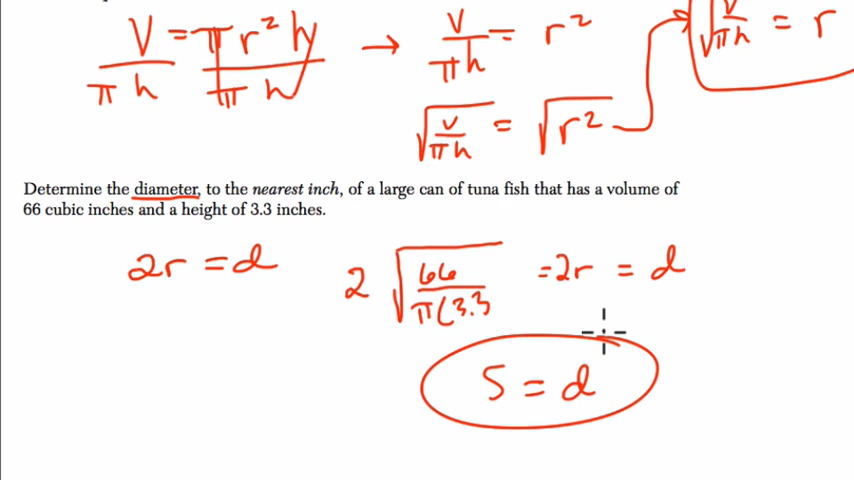 V = πr²h → V = r² √V = r
πh πh πh πh
√V = √r²
πh
Determine the diameter, to the nearest inch, of a large can of tuna fish that has a volume of
66 cubic inches and a height of 3.3 inches.
2r = d 2 √66 = 2r = d
π(3.3
5 = d